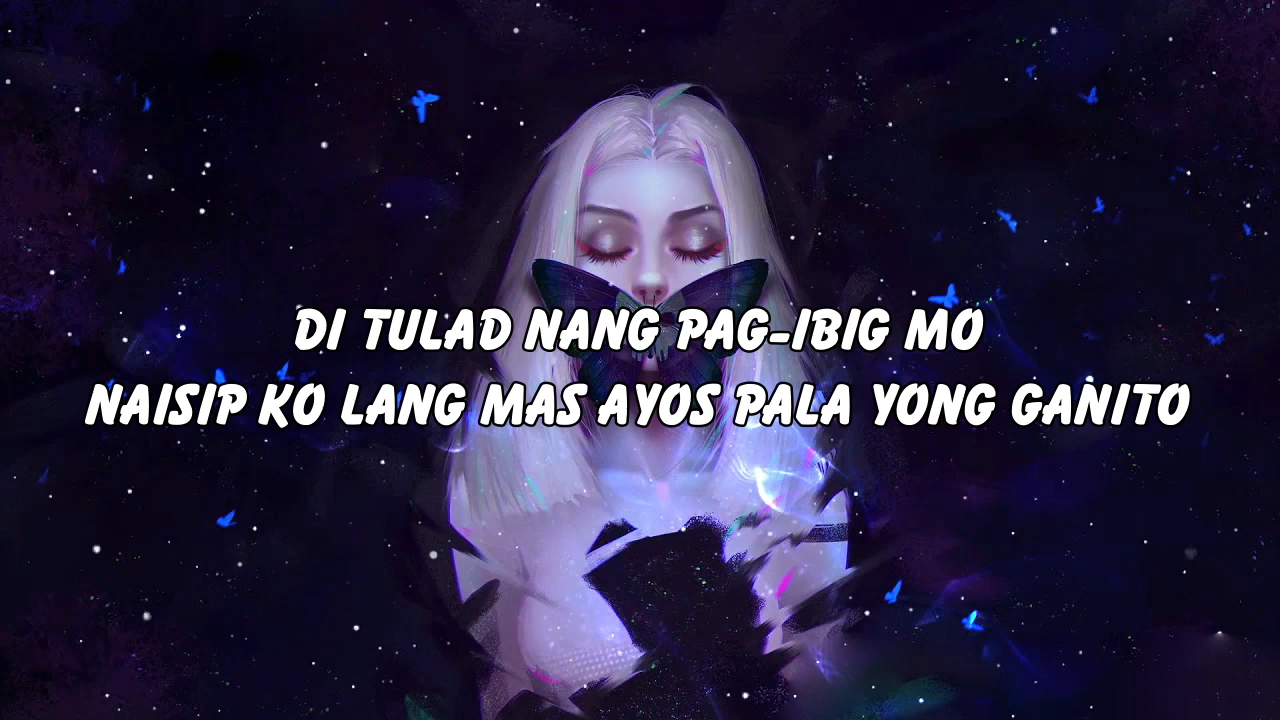 DI TULAD NANG PAG-IBIG MO
NAISIP KO LANG MAS AYOS PALA YONG GANITO